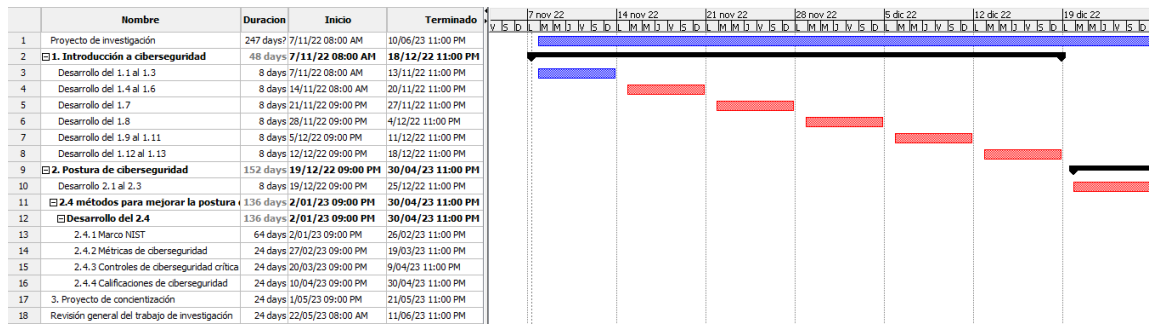 Nombre Duracion Inicio Terminado
7 nov 22 14 nov 22 21 nov 22 28 nov 22 5 dic 22 12 dic 22 19 dic 22
V S D L M M J V S D L M M J V S D L M M J V S D L M M J V S D L M M J V S D L M M J V S D L M M J V S D
1 Proyecto de investigación 247 days? 7/11/22 08:00 AM 10/06/23 11:00 PM
2 1. Introducción a ciberseguridad 48 days 7/11/22 08:00 AM 18/12/22 11:00 PM
3 Desarrollo del 1.1 al 1.3 8 days 7/11/22 08:00 AM 13/11/22 11:00 PM
4 Desarrollo del 1.4 al 1.6 8 days 14/11/22 08:00 AM 20/11/22 11:00 PM
5 Desarrollo del 1.7 8 days 21/11/22 09:00 PM 27/11/22 11:00 PM
6 Desarrollo del 1.8 8 days 28/11/22 09:00 PM 4/12/22 11:00 PM
7 Desarrollo del 1.9 al 1.11 8 days 5/12/22 09:00 PM 11/12/22 11:00 PM
8 Desarrollo del 1.12 al 1.13 8 days 12/12/22 09:00 PM 18/12/22 11:00 PM
9 2. Postura de ciberseguridad 152 days 19/12/22 09:00 PM 30/04/23 11:00 PM
10 Desarrollo 2.1 al 2.3 8 days 19/12/22 09:00 PM 25/12/22 11:00 PM
11 2.4 métodos para mejorar la postura 136 days 2/01/23 09:00 PM 30/04/23 11:00 PM
12 Desarrollo del 2.4 136 days 2/01/23 09:00 PM 30/04/23 11:00 PM
13 2.4.1 Marco NIST 64 days 2/01/23 09:00 PM 26/02/23 11:00 PM
14 2.4.2 Métricas de ciberseguridad 24 days 27/02/23 09:00 PM 19/03/23 11:00 PM
15 2.4.3 Controles de ciberseguridad crítica 24 days 20/03/23 09:00 PM 9/04/23 11:00 PM
16 2.4.4 Calificaciones de ciberseguridad 24 days 10/04/23 09:00 PM 30/04/23 11:00 PM
17 3. Proyecto de concientización 24 days 1/05/23 09:00 PM 21/05/23 11:00 PM
18 Revisión general del trabajo de investigación 24 days 22/05/23 08:00 AM 11/06/23 11:00 PM